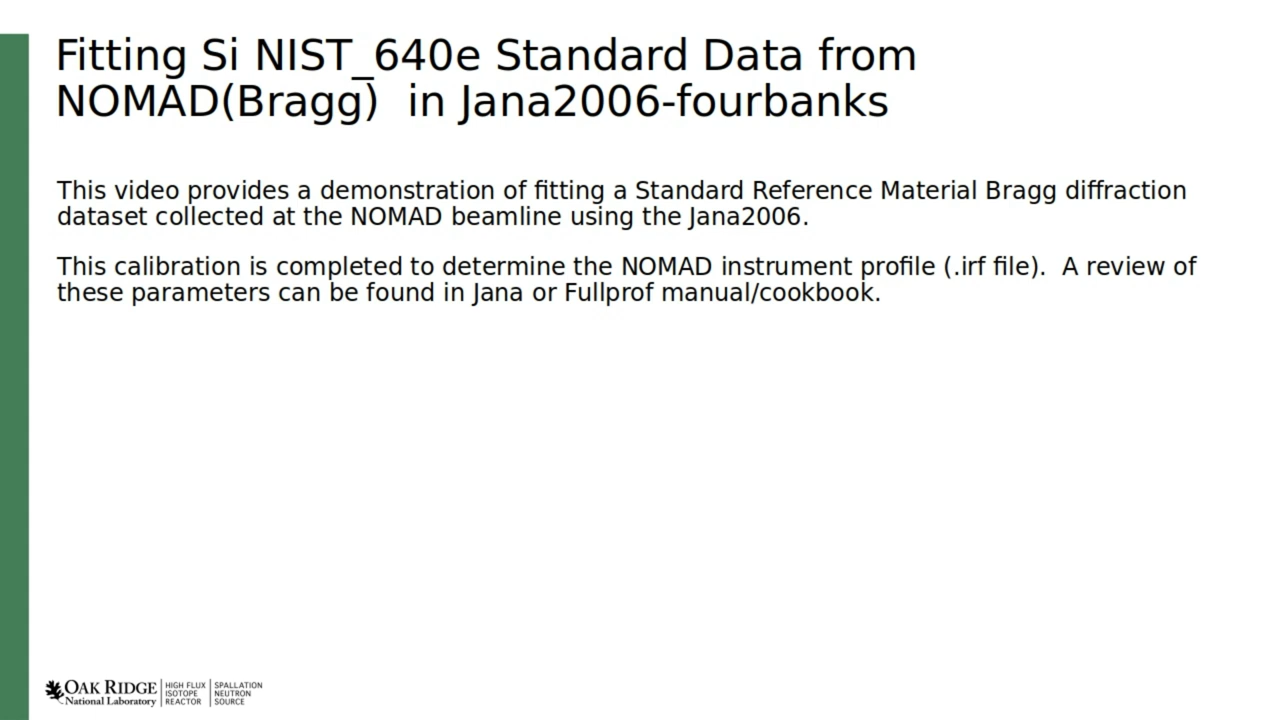 Fitting Si NIST_640e Standard Data from
NOMAD(Bragg)  in Jana2006-fourbanks
This video provides a demonstration of fitting a Standard Reference Material Bragg diffraction
dataset collected at the NOMAD beamline using the Jana2006.
This calibration is completed to determine the NOMAD instrument profile (.irf file).  A review of
these parameters can be found in Jana or Fullprof manual/cookbook.
OAK RIDGE
National Laboratory
HIGH FLUX
ISOTOPE
REACTOR
SPALLATION
NEUTRON
SOURCE